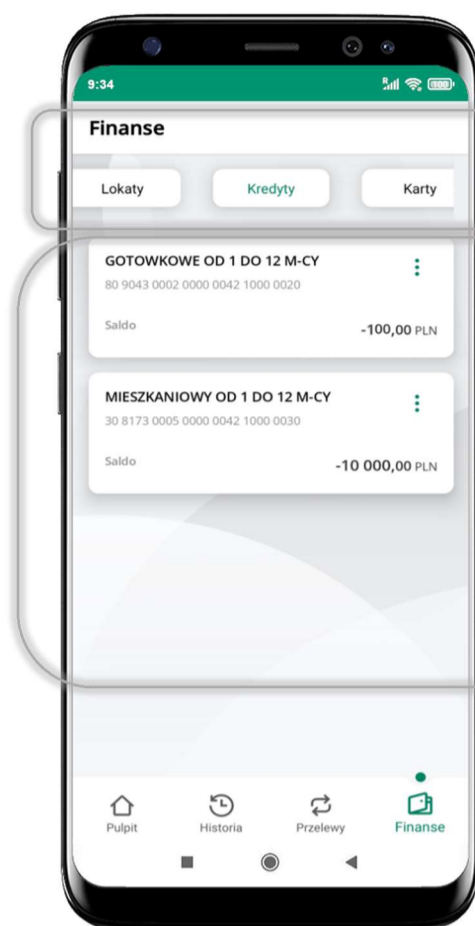 9:34
Finanse
Lokaty
Kredyty
Karty
GOTOWKOWE OD 1 DO 12 M-CY
80 9043 0002 0000 0042 1000 0020
Saldo
-100,00 PLN
MIESZKANIOWY OD 1 DO 12 M-CY
30 8173 0005 0000 0042 1000 0030
Saldo
-10 000,00 PLN
Pulpit
Historia
Przelewy
Finanse